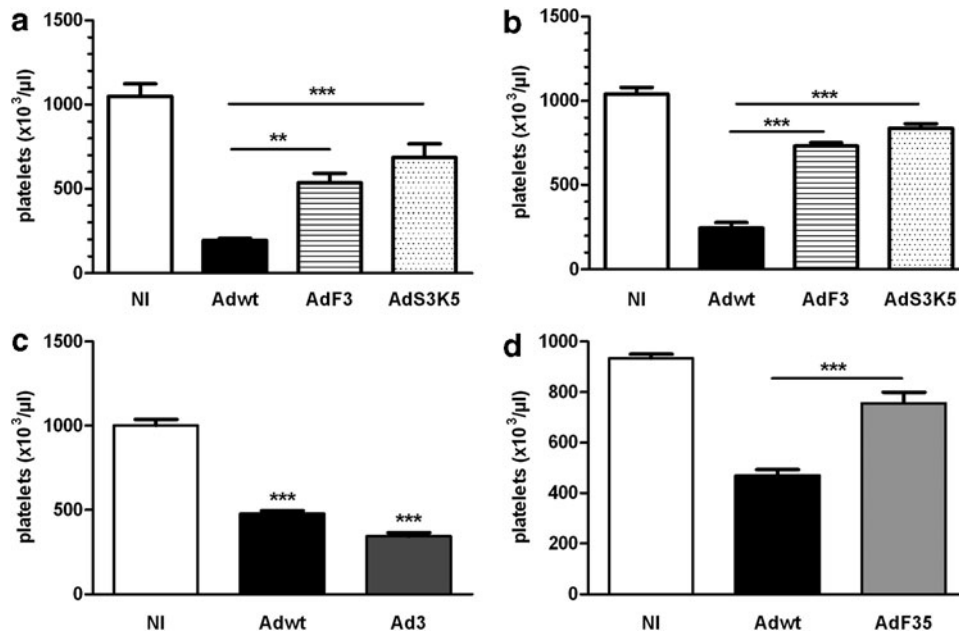 a
platelets (x10³/µl)
1500
1000
500
0
***
**
NI Adwt AdF3 AdS3K5
b
platelets (x10³/µl)
1500
1000
500
0
***
***
NI Adwt AdF3 AdS3K5
c
platelets (x10³/µl)
1500
1000
500
0
***
***
NI Adwt Ad3
d
platelets (x10³/µl)
1000
800
600
400
200
0
***
NI Adwt AdF35